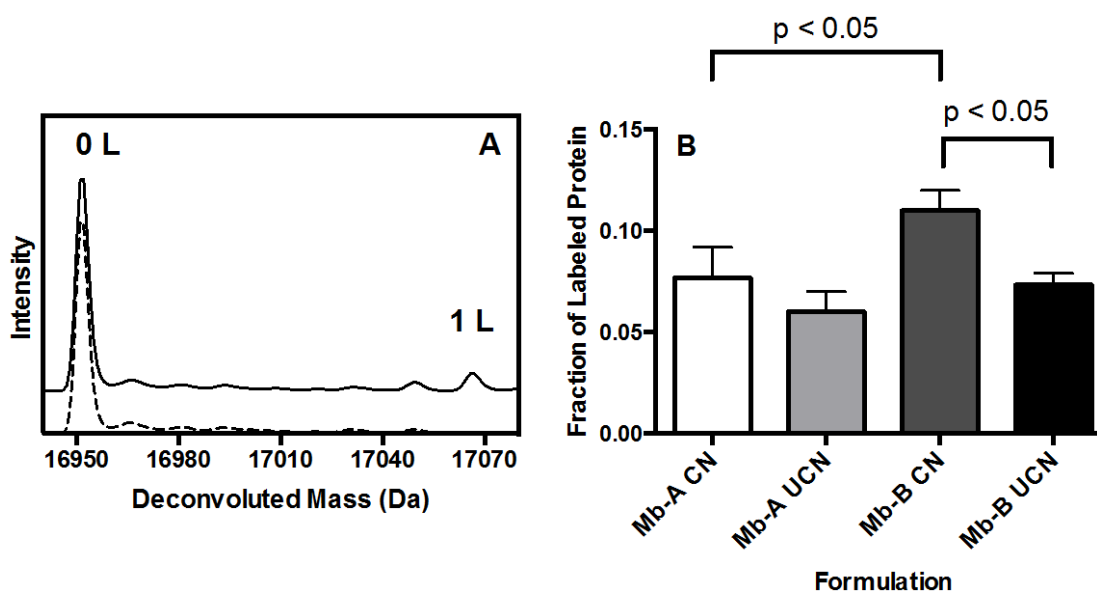 0 L
A
1 L
Intensity
16950 16980 17010 17040 17070
Deconvoluted Mass (Da)
p < 0.05
p < 0.05
B
Fraction of Labeled Protein
0.15
0.10
0.05
0.00
Mb-A CN
Mb-A UCN
Mb-B CN
Mb-B UCN
Formulation